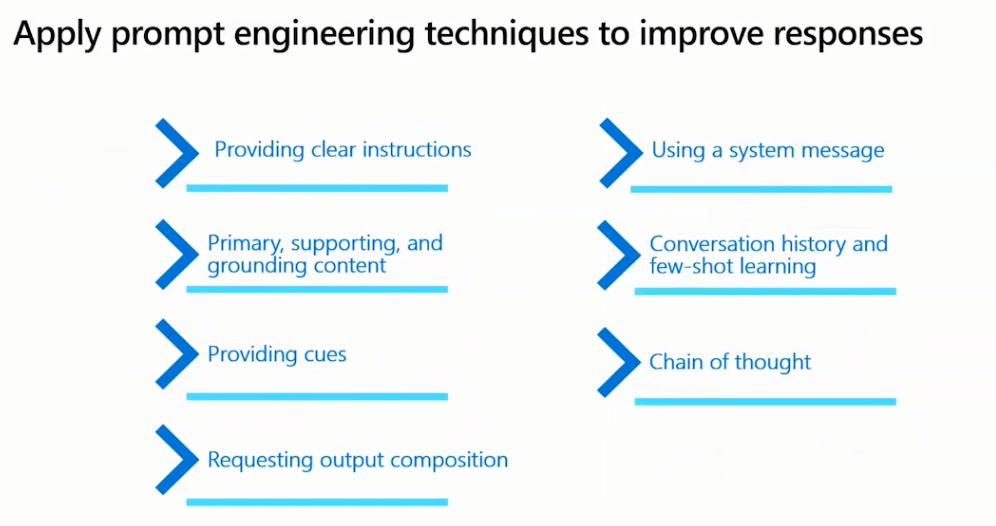 Apply prompt engineering techniques to improve responses
Providing clear instructions
Primary, supporting, and
grounding content
Providing cues
Requesting output composition
Using a system message
Conversation history and
few-shot learning
Chain of thought